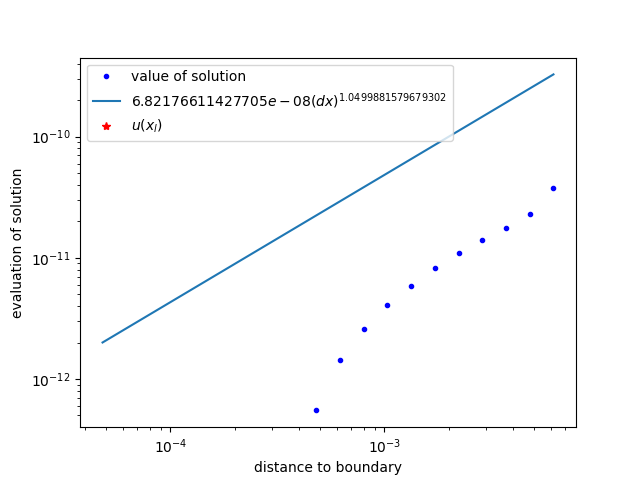 value of solution
6.82176611427705e − 08(dx)^1.0499881579679302
u(x_l)
10^−10
10^−11
10^−12
10^−4
10^−3
evaluation of solution
distance to boundary